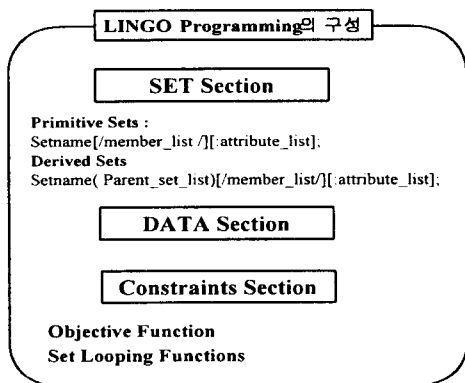 LINGO Programming의 구성
SET Section
Primitive Sets :
Setname[/member_list /][:attribute_list];
Derived Sets
Setname( Parent_set_list)[/member_list/][:attribute_list];
DATA Section
Constraints Section
Objective Function
Set Looping Functions